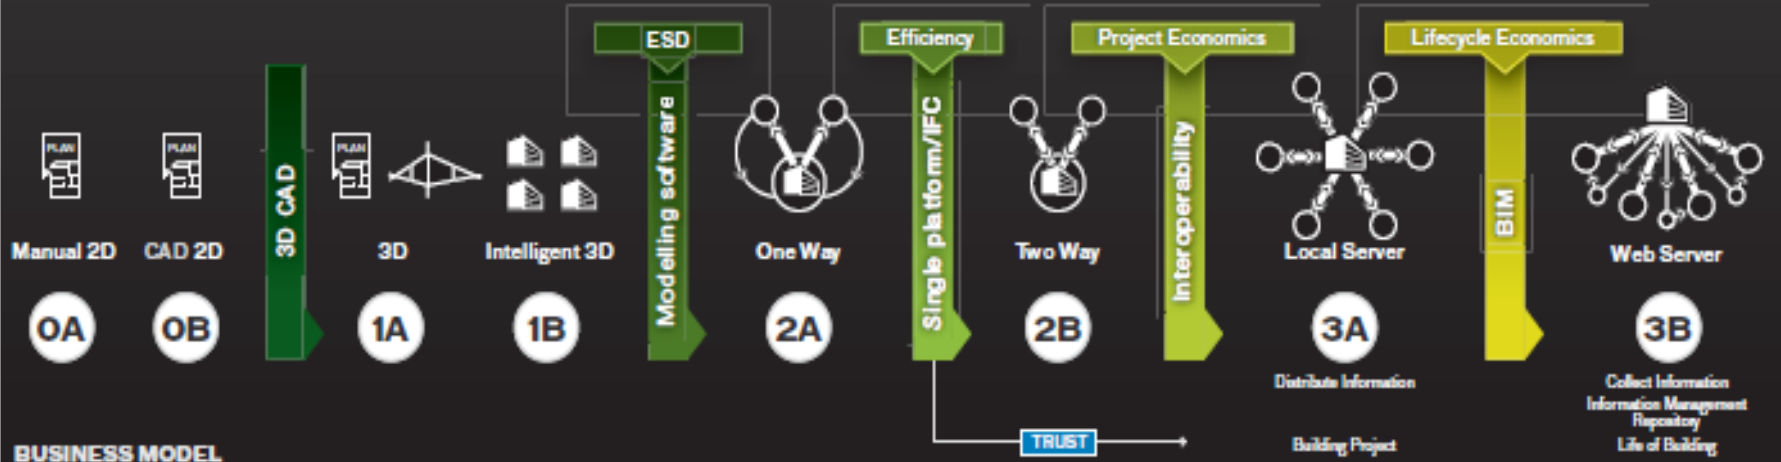 ESD
Efficiency
Project Economics
Lifecycle Economics
PLAN
PLAN
PLAN
3D CAD
Modelling software
Single platform/IFC
Interoperability
BIM
Manual 2D
CAD 2D
3D
Intelligent 3D
One Way
Two Way
Local Server
Web Server
0A
0B
1A
1B
2A
2B
3A
3B
Distribute Information
Collect Information
Information Management
Repository
TRUST
Building Project
Life of Building
BUSINESS MODEL